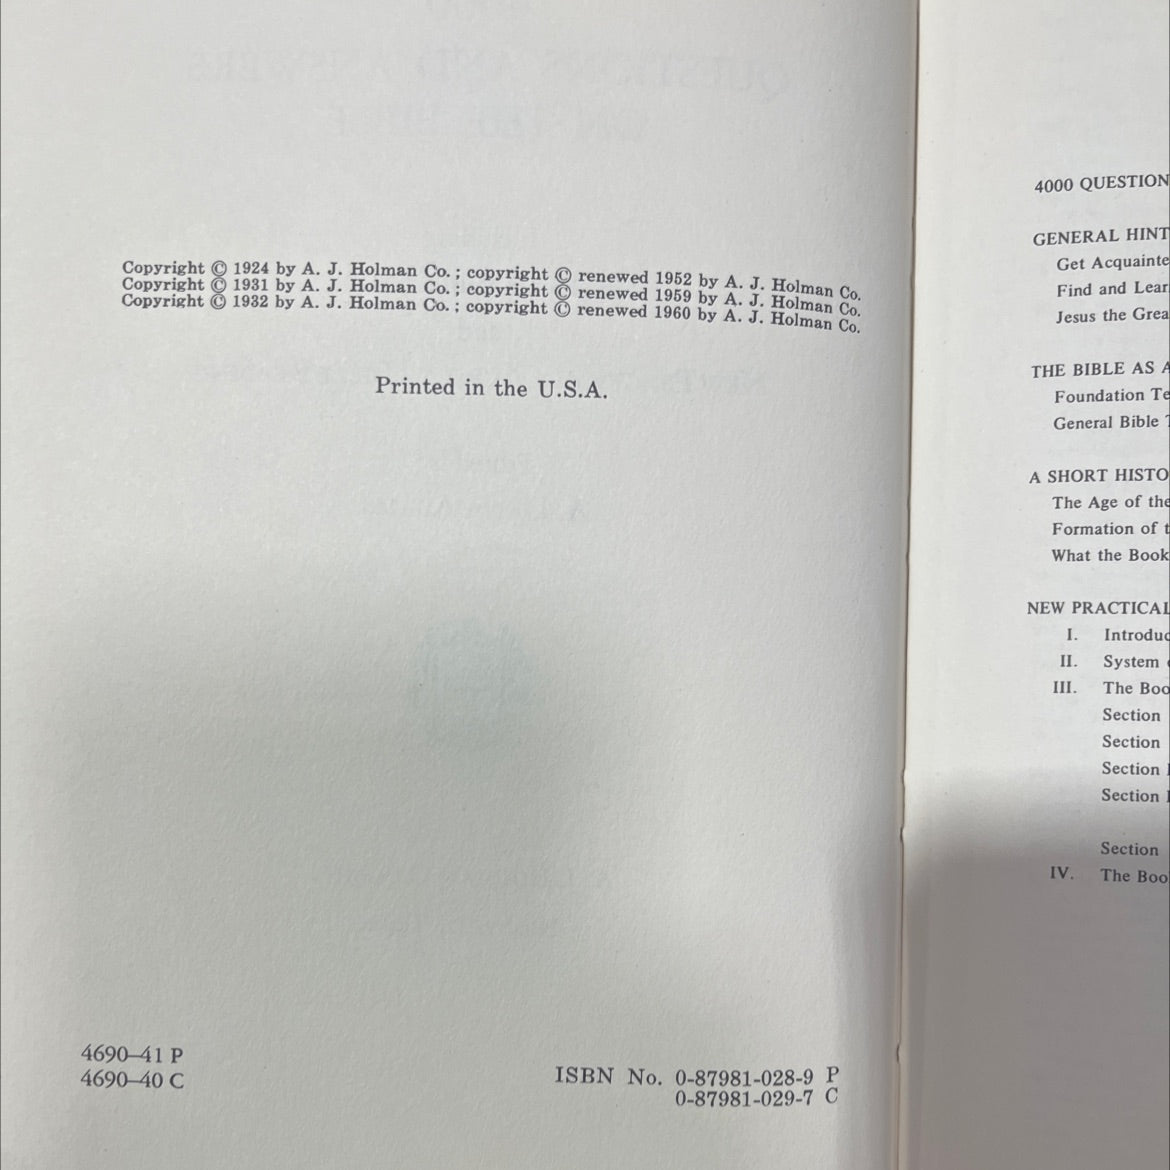 Copyright © 1924 by A. J. Holman Co. ; copyright © renewed 1952 by A. J. Holman Co.
Copyright © 1931 by A. J. Holman Co. ; copyright © renewed 1959 by A. J. Holman Co.
Copyright © 1932 by A. J. Holman Co. ; copyright © renewed 1960 by A. J. Holman Co.
Printed in the U.S.A.
4690–41 P
4690–40 C
ISBN No. 0-87981-028-9 P
0-87981-029-7 C
4000 QUESTION
GENERAL HINT
Get Acquainte
Find and Lear
Jesus the Grea
THE BIBLE AS A
Foundation Te
General Bible
A SHORT HISTO
The Age of the
Formation of t
What the Book
NEW PRACTICAL
I. Introduc
II. System
III. The Boo
Section
Section
Section
Section
Section
IV. The Boo